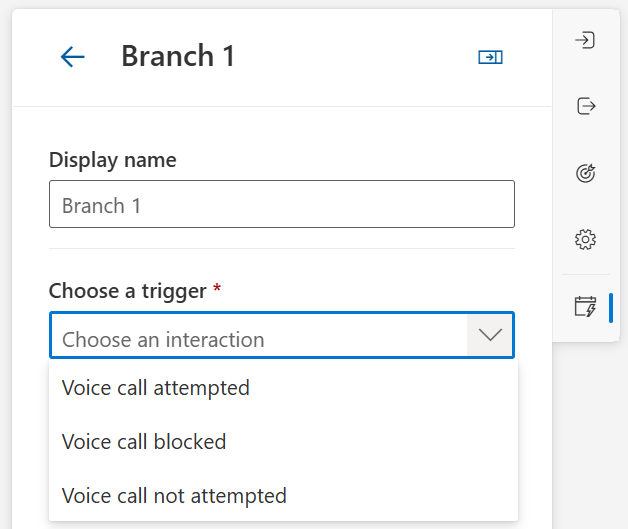 Branch 1
Display name
Branch 1
Choose a trigger *
Choose an interaction
Voice call attempted
Voice call blocked
Voice call not attempted